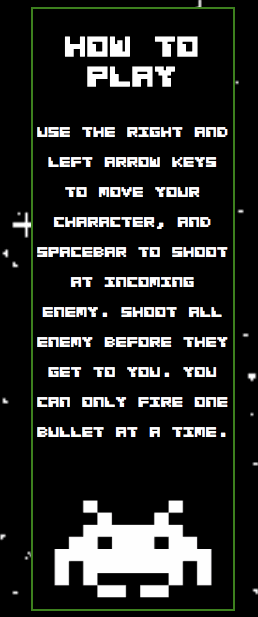 HOW TO
PLAY
USE THE RIGHT AND
LEFT ARROW KEYS
TO MOVE YOUR
CHARACTER, AND
SPACEBAR TO SHOOT
AT INCOMING
ENEMY. SHOOT ALL
ENEMY BEFORE THEY
GET TO YOU. YOU
CAN ONLY FIRE ONE
BULLET AT A TIME.